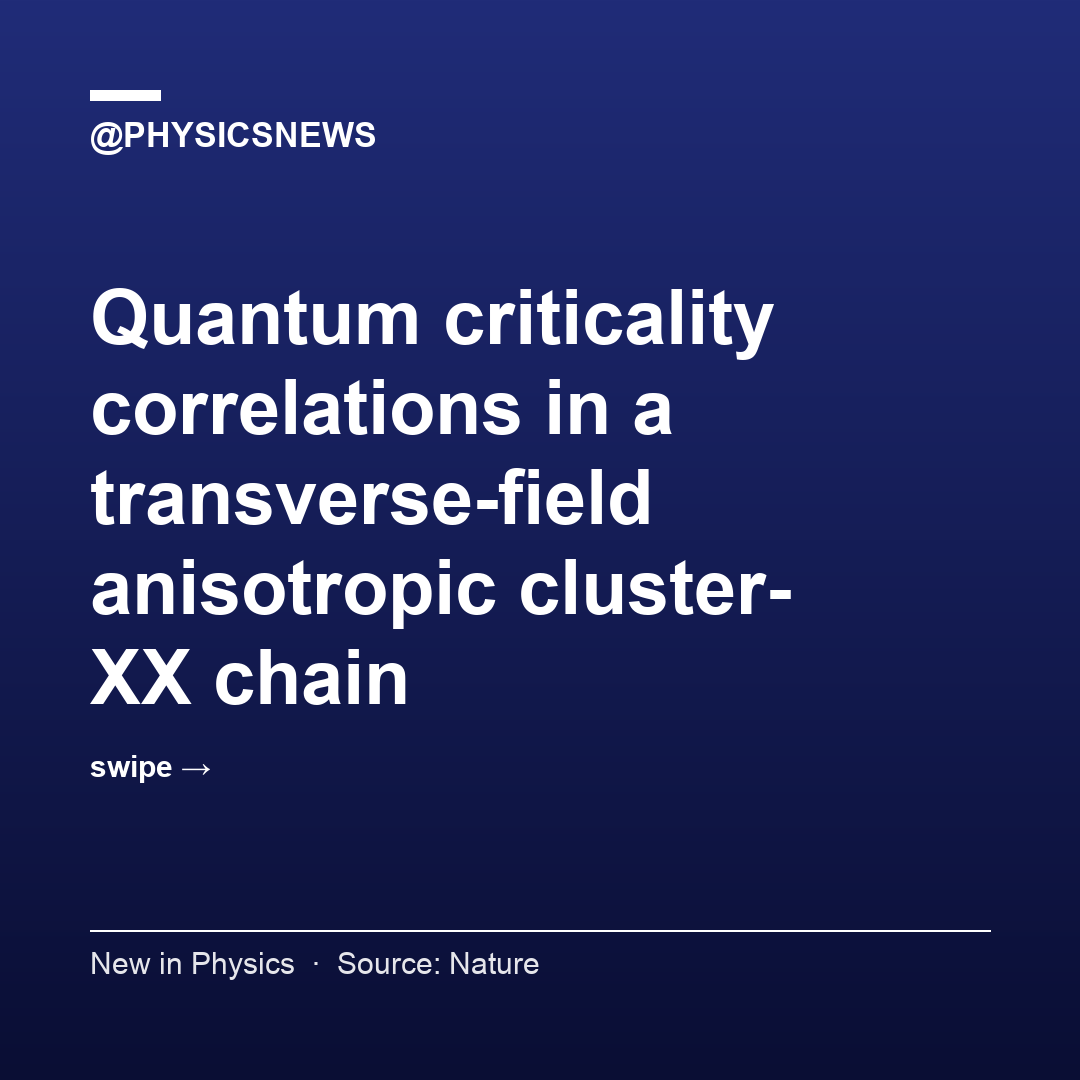 @PHYSICSNEWS
Quantum criticality
correlations in a
transverse-field
anisotropic cluster-
XX chain
swipe →
New in Physics · Source: Nature